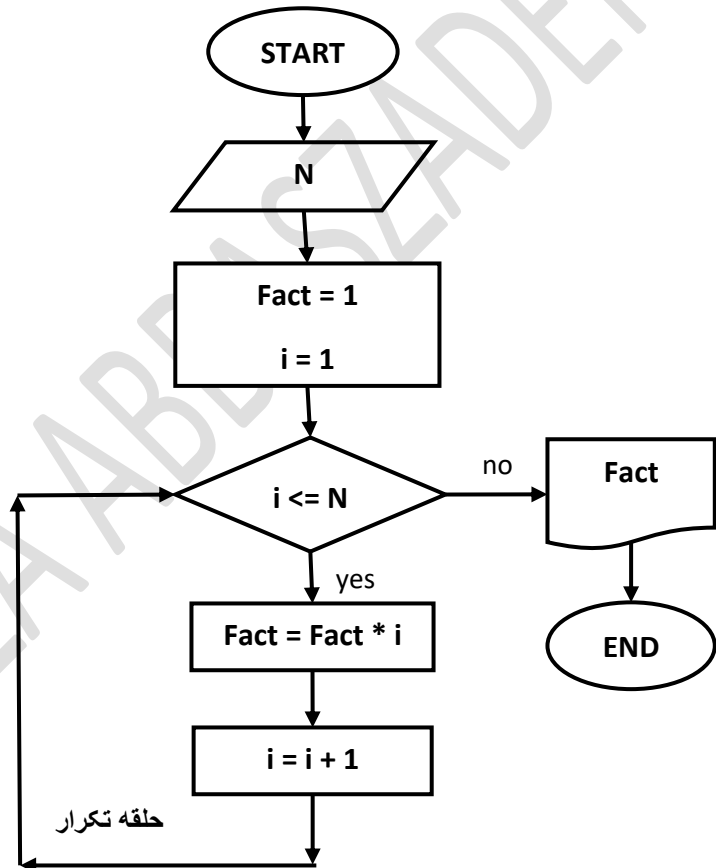 START
N
Fact = 1
i = 1
i <= N
no
Fact
yes
Fact = Fact * i
END
i = i + 1
حلقه تکرار